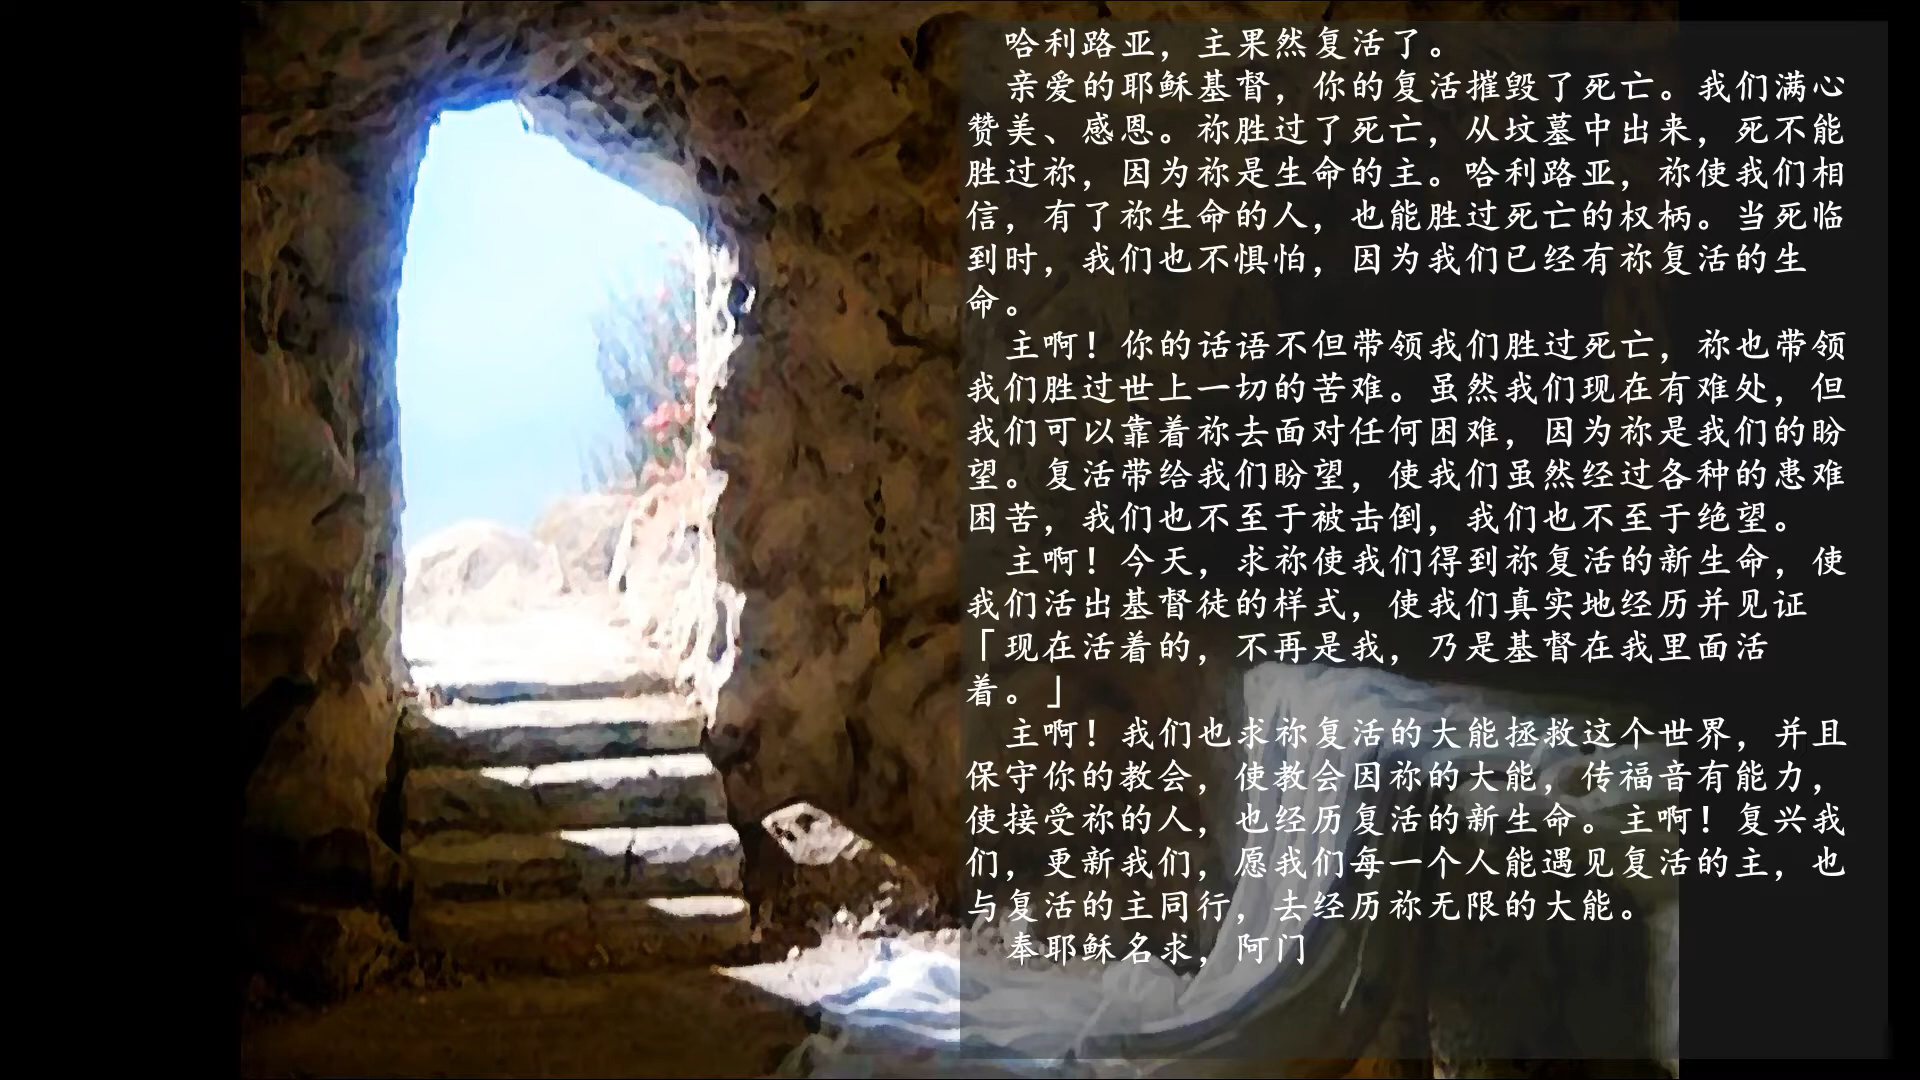 哈利路亚，主果然复活了。
亲爱的耶稣基督，你的复活摧毁了死亡。我们满心
赞美、感恩。祢胜过了死亡，从坟墓中出来，死不能
胜过祢，因为祢是生命的主。哈利路亚，祢使我们相
信，有了祢生命的人，也能胜过死亡的权柄。当死临
到时，我们也不惧怕，因为我们已经有祢复活的生
命。
主啊！你的话语不但带领我们胜过死亡，祢也带领
我们胜过世上一切的苦难。虽然我们现在有难处，但
我们可以靠着祢去面对任何困难，因为祢是我们的盼
望。复活带给我们盼望，使我们虽然经过各种的患难
困苦，我们也不至于被击倒，我们也不至于绝望。
主啊！今天，求祢使我们得到祢复活的新生命，使
我们活出基督徒的样式，使我们真实地经历并见证
「现在活着的，不再是我，乃是基督在我里面活
着。」
主啊！我们也求祢复活的大能拯救这个世界，并且
保守你的教会，使教会因祢的大能，传福音有能力，
使接受祢的人，也经历复活的新生命。主啊！复兴我
们，更新我们，愿我们每一个人能遇见复活的主，也
与复活的主同行，去经历祢无限的大能。
奉耶稣名求，阿门